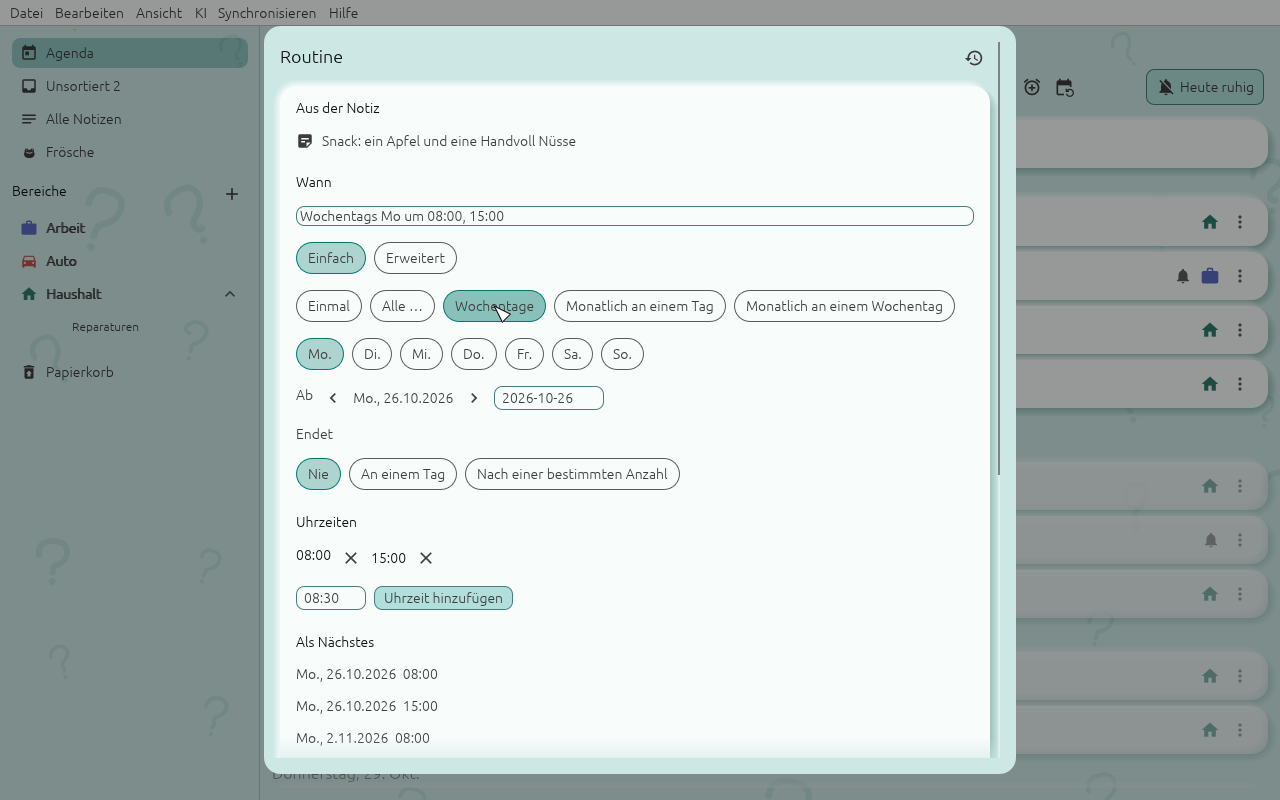 Datei Bearbeiten Ansicht KI Synchronisieren Hilfe
Agenda
Unsortiert 2
Alle Notizen
Frösche
Bereiche
Arbeit
Auto
Haushalt
Reparaturen
Papierkorb
Heute ruhig
Routine
Aus der Notiz
Snack: ein Apfel und eine Handvoll Nüsse
Wann
Wochentags Mo um 08:00, 15:00
Einfach Erweitert
Einmal Alle ... Wochentage Monatlich an einem Tag Monatlich an einem Wochentag
Mo. Di. Mi. Do. Fr. Sa. So.
Ab Mo., 26.10.2026 2026-10-26
Endet
Nie An einem Tag Nach einer bestimmten Anzahl
Uhrzeiten
08:00 15:00
08:30 Uhrzeit hinzufügen
Als Nächstes
Mo., 26.10.2026 08:00
Mo., 26.10.2026 15:00
Mo., 2.11.2026 08:00
Donnerstag, 29. Okt.